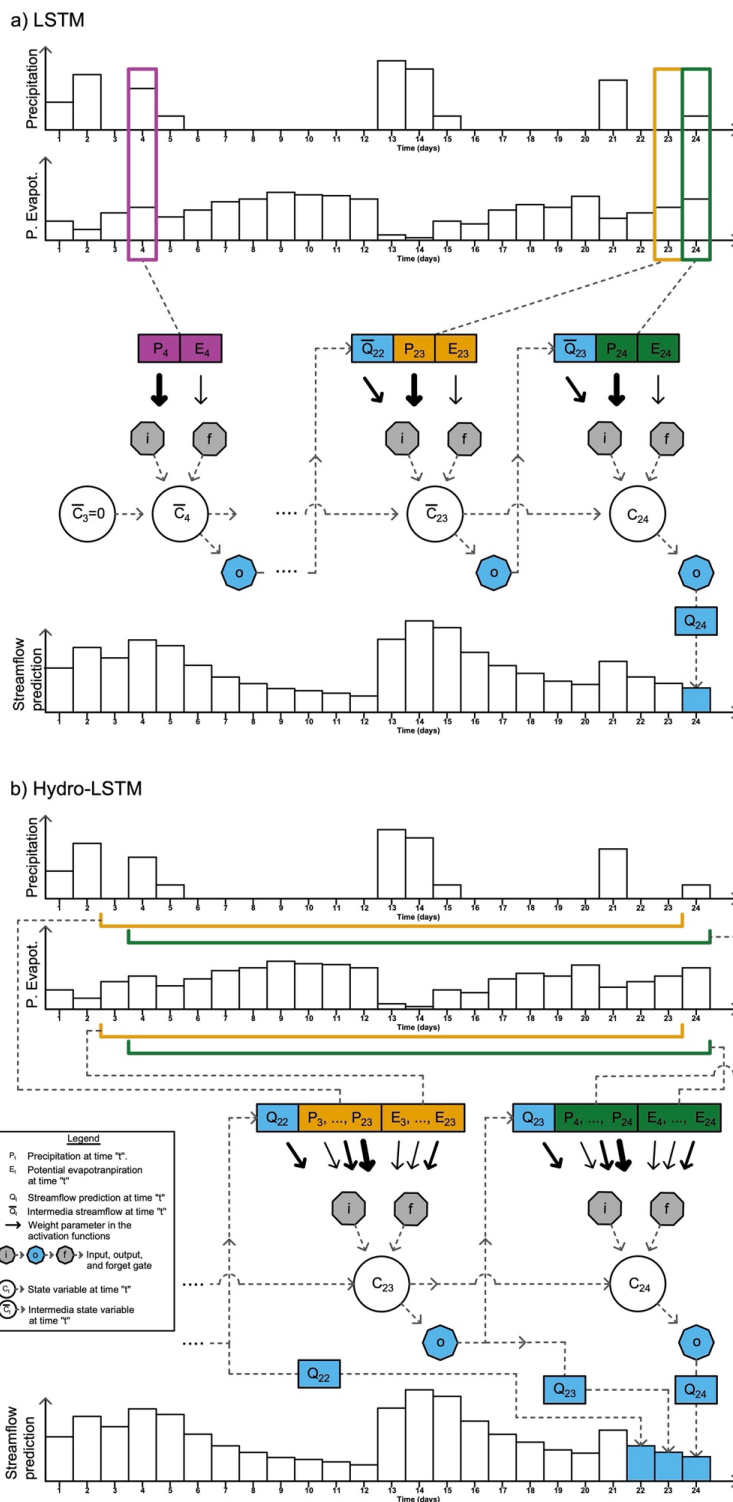 a) LSTM
Precipitation
1 2 3 4 5 6 7 8 9 10 11 12 13 14 15 16 17 18 19 20 21 22 23 24
Time (days)
P. Evapot.
1 2 3 4 5 6 7 8 9 10 11 12 13 14 15 16 17 18 19 20 21 22 23 24
Time (days)
P4 E4 Q̅22 P23 E23 Q̅23 P24 E24
i f i f i f
C̅3=0 C̅4 .... C̅23 C24
o .... o o
Q24
Streamflow
prediction
1 2 3 4 5 6 7 8 9 10 11 12 13 14 15 16 17 18 19 20 21 22 23 24
Time (days)
b) Hydro-LSTM
Precipitation
1 2 3 4 5 6 7 8 9 10 11 12 13 14 15 16 17 18 19 20 21 22 23 24
Time (days)
P. Evapot.
1 2 3 4 5 6 7 8 9 10 11 12 13 14 15 16 17 18 19 20 21 22 23 24
Time (days)
Q22 P3, ..., P23 E3, ..., E23 Q23 P4, ..., P24 E4, ..., E24
Legend
Pt Precipitation at time "t".
Et Potential evapotranpiration
at time "t"
Qt Streamflow prediction at time "t"
Q̅t Intermedia streamflow at time "t"
Weight parameter in the
activation functions
i o f Input, output,
and forget gate
Ct State variable at time "t"
C̅t Intermedia state variable
at time "t"
i f i f
.... C23 C24
.... o o
Q22 Q23 Q24
Streamflow
prediction
1 2 3 4 5 6 7 8 9 10 11 12 13 14 15 16 17 18 19 20 21 22 23 24
Time (days)